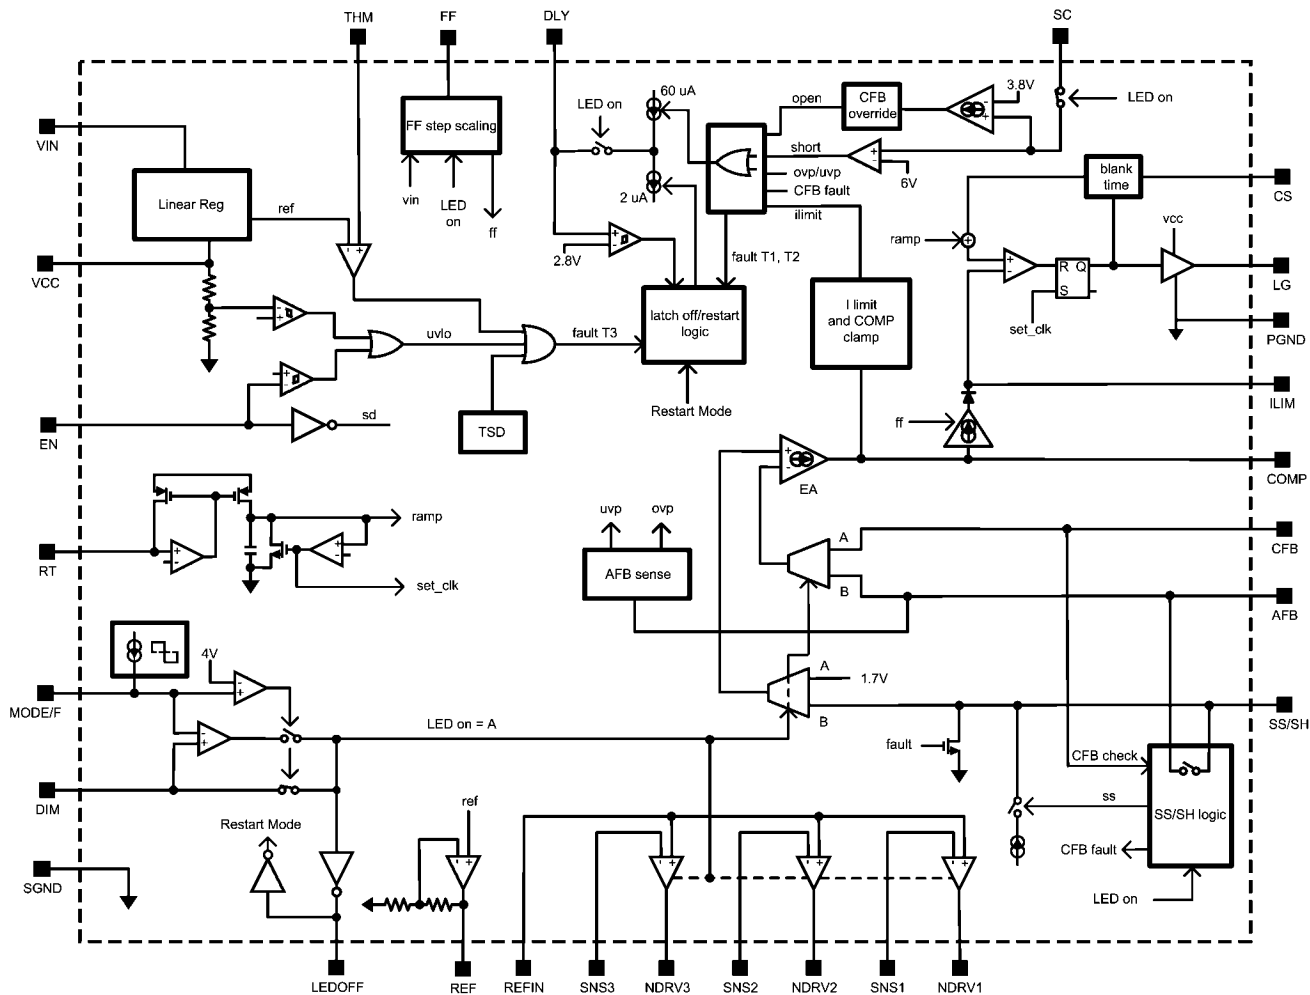 THM
FF
DLY
SC
VIN
VCC
EN
RT
MODE/F
DIM
SGND
CS
LG
PGND
ILIM
COMP
CFB
AFB
SS/SH
LEDOFF
REF
REFIN
SNS3
NDRV3
SNS2
NDRV2
SNS1
NDRV1
Linear Reg
ref
FF step scaling
vin
LED
on
ff
LED on
60 uA
2 uA
2.8V
open
short
ovp/uvp
CFB fault
ilimit
CFB
override
3.8V
LED on
6V
fault T1, T2
latch off/restart
logic
Restart Mode
I limit
and COMP
clamp
blank
time
ramp
vcc
R Q
S
set_clk
ff
uvlo
fault T3
TSD
sd
EA
ramp
set_clk
uvp
ovp
AFB sense
A
B
A
1.7V
B
4V
LED on = A
fault
CFB check
ss
SS/SH logic
CFB fault
LED on
Restart Mode
ref